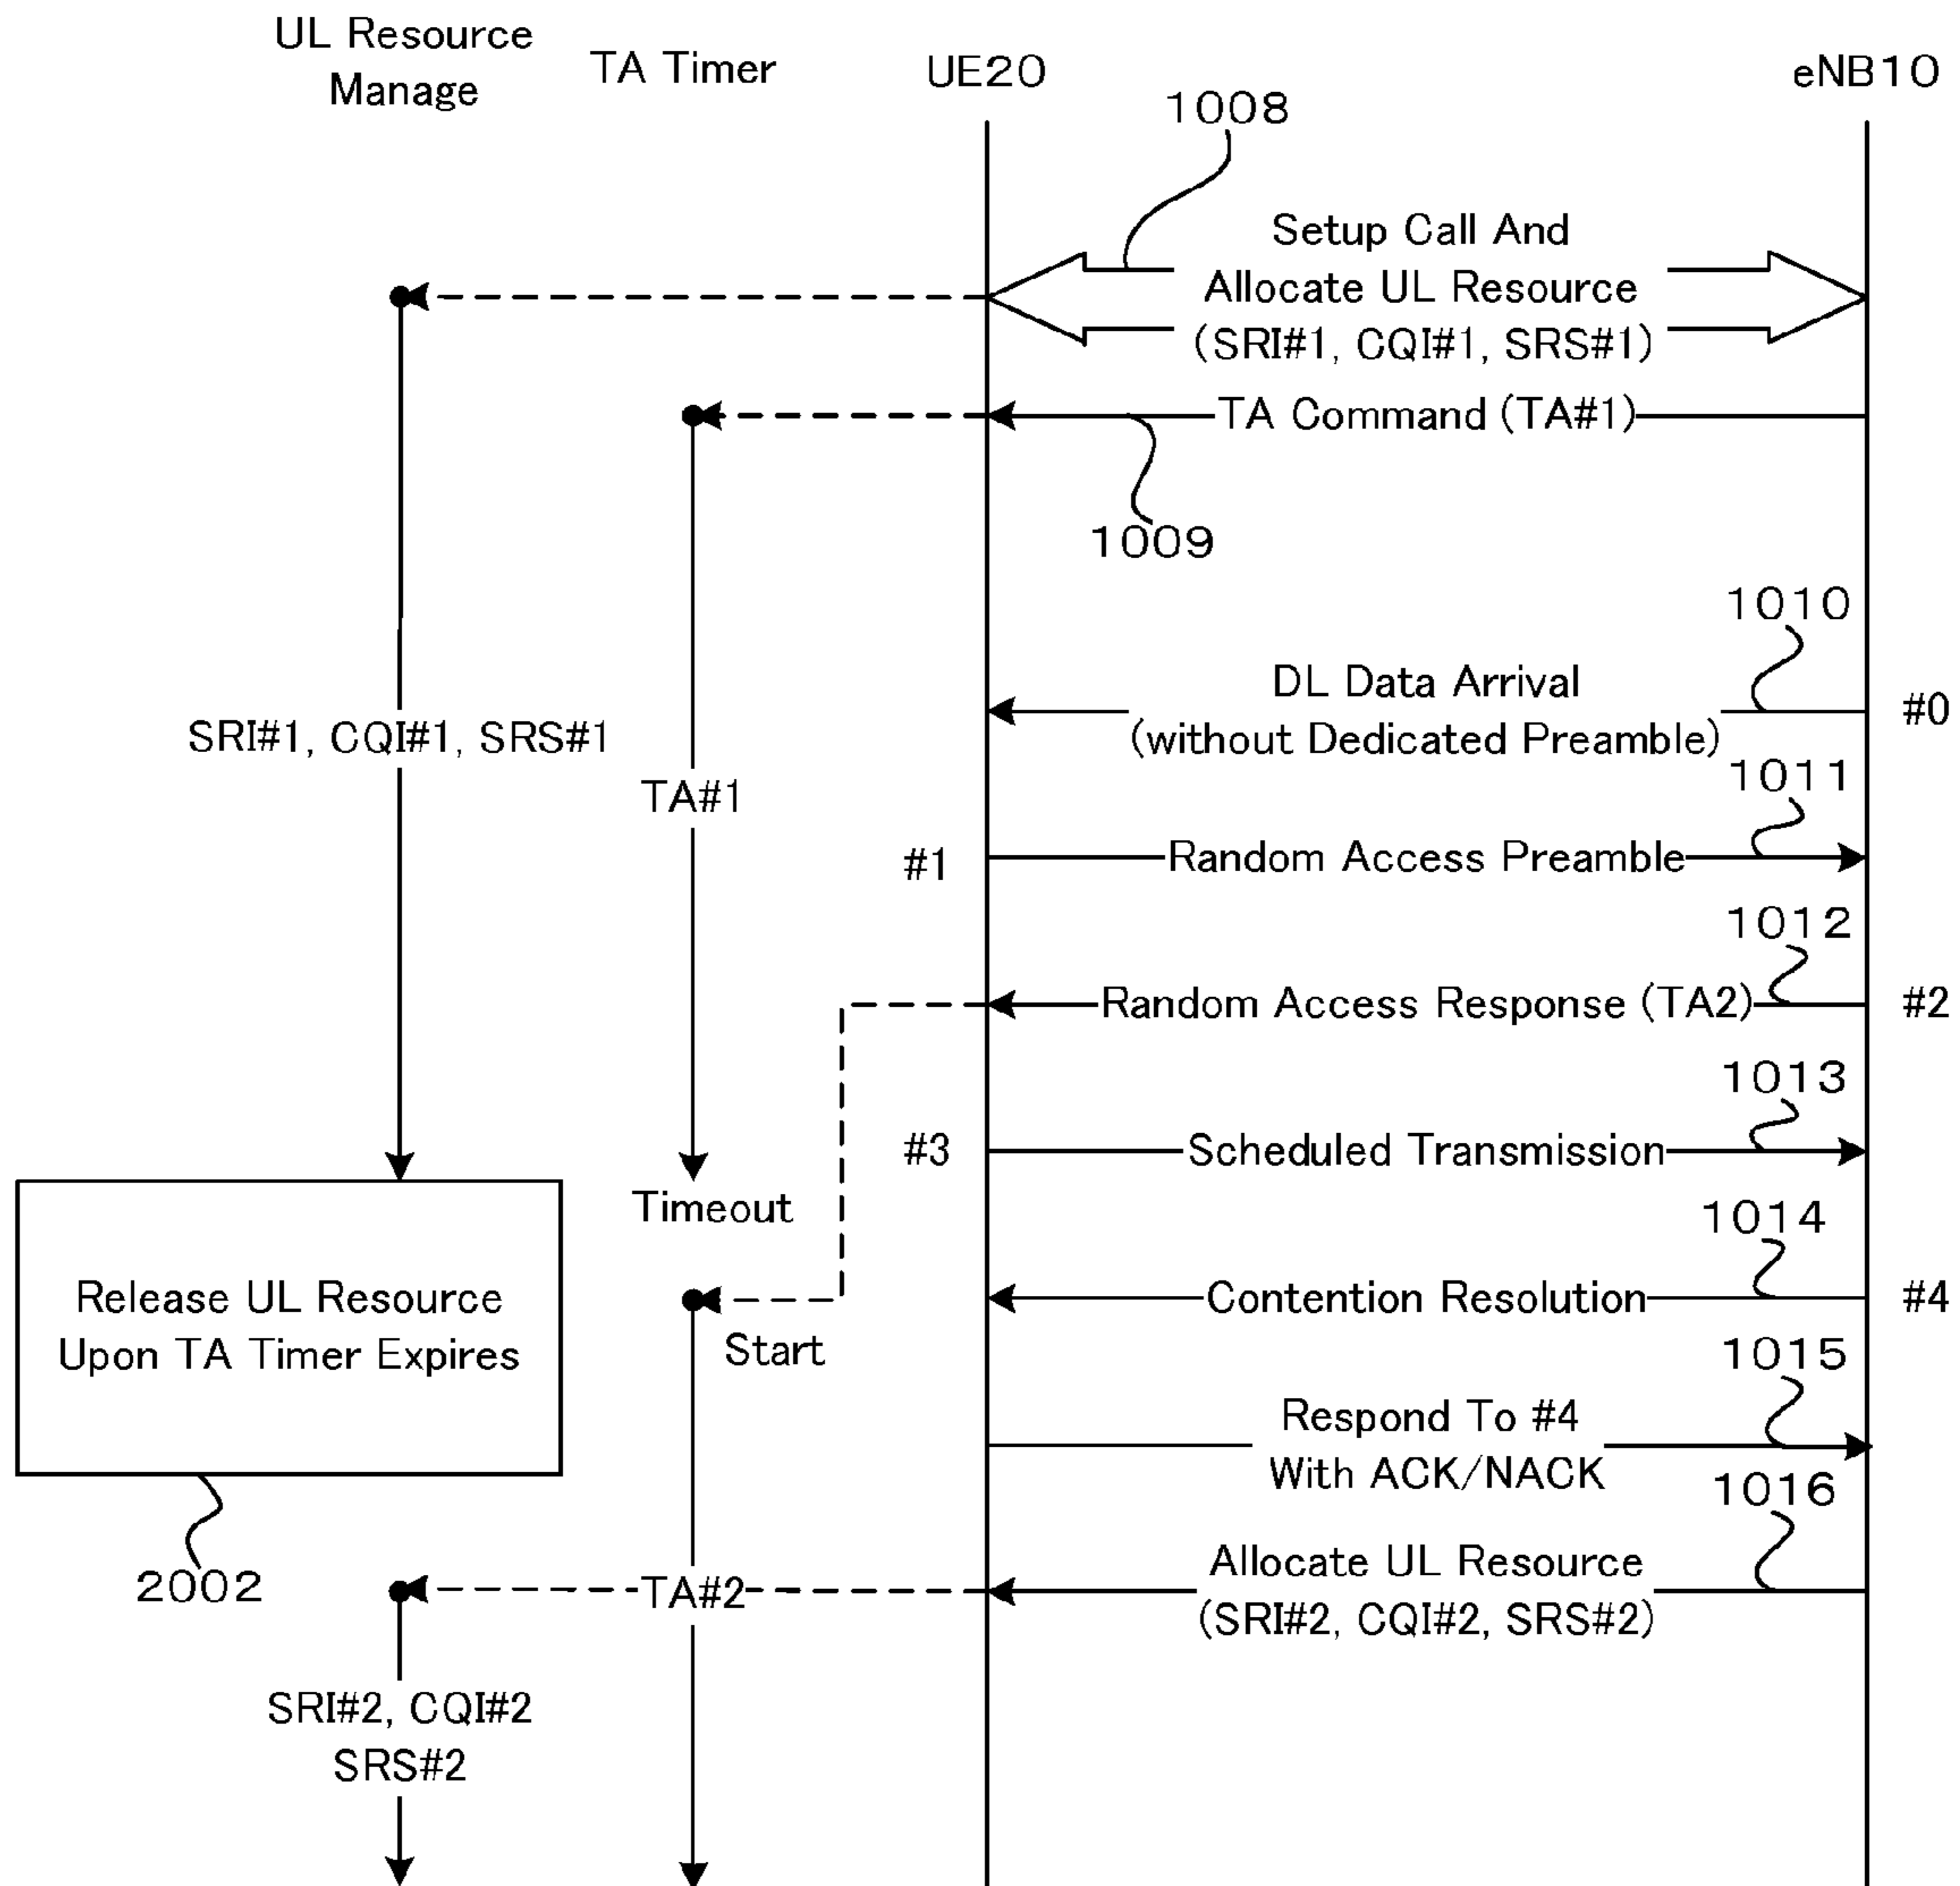 UL Resource
Manage
TA Timer
UE20
eNB10
1008
Setup Call And
Allocate UL Resource
(SRI#1, CQI#1, SRS#1)
TA Command (TA#1)
1009
1010
DL Data Arrival
(without Dedicated Preamble)
#0
SRI#1, CQI#1, SRS#1
TA#1
1011
#1
Random Access Preamble
1012
Random Access Response (TA2)
#2
1013
#3
Scheduled Transmission
Timeout
1014
Release UL Resource
Upon TA Timer Expires
Contention Resolution
#4
Start
1015
Respond To #4
With ACK/NACK
1016
2002
TA#2
Allocate UL Resource
(SRI#2, CQI#2, SRS#2)
SRI#2, CQI#2
SRS#2